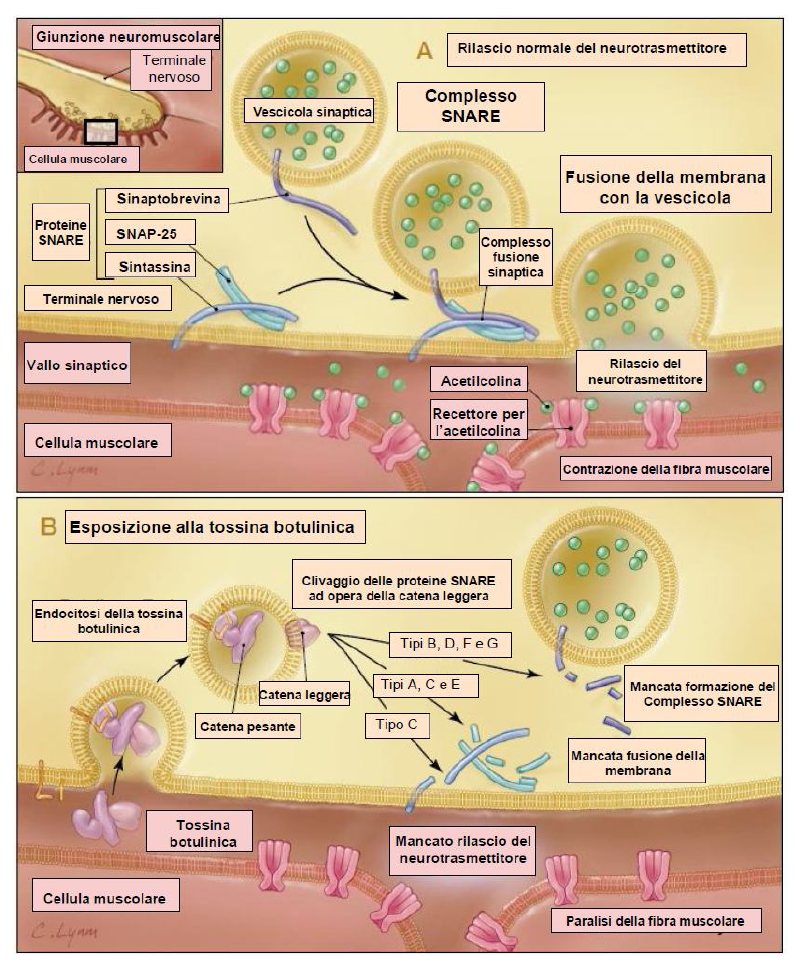 Giunzione neuromuscolare
Terminale
nervoso
Cellula muscolare
A
Rilascio normale del neurotrasmettitore
Vescicola sinaptica
Complesso
SNARE
Fusione della membrana
con la vescicola
Proteine
SNARE
Sinaptobrevina
SNAP-25
Sintassina
Complesso
fusione
sinaptica
Terminale nervoso
Vallo sinaptico
Rilascio del
neurotrasmettitore
Acetilcolina
Recettore per
l'acetilcolina
Cellula muscolare
Contrazione della fibra muscolare
C. Lynm
B
Esposizione alla tossina botulinica
Clivaggio delle proteine SNARE
ad opera della catena leggera
Endocitosi della tossina
botulinica
Tipi B, D, F e G
Tipi A, C e E
Tipo C
Catena leggera
Catena pesante
Mancata formazione del
Complesso SNARE
Mancata fusione della
membrana
Tossina
botulinica
Mancato rilascio del
neurotrasmettitore
Cellula muscolare
Paralisi della fibra muscolare
C. Lynm